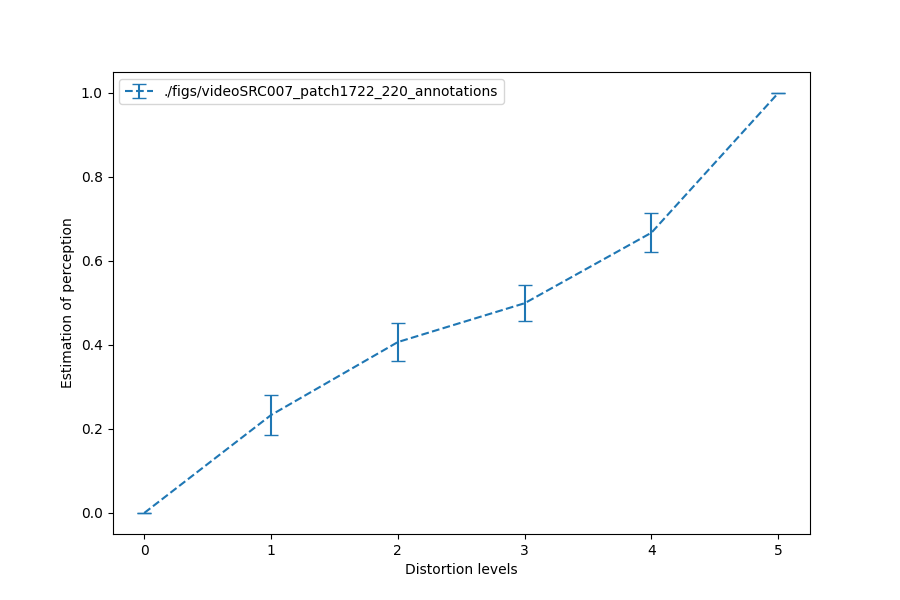 ./figs/videoSRC007_patch1722_220_annotations
1.0
0.8
0.6
0.4
0.2
0.0
Estimation of perception
0 1 2 3 4 5
Distortion levels